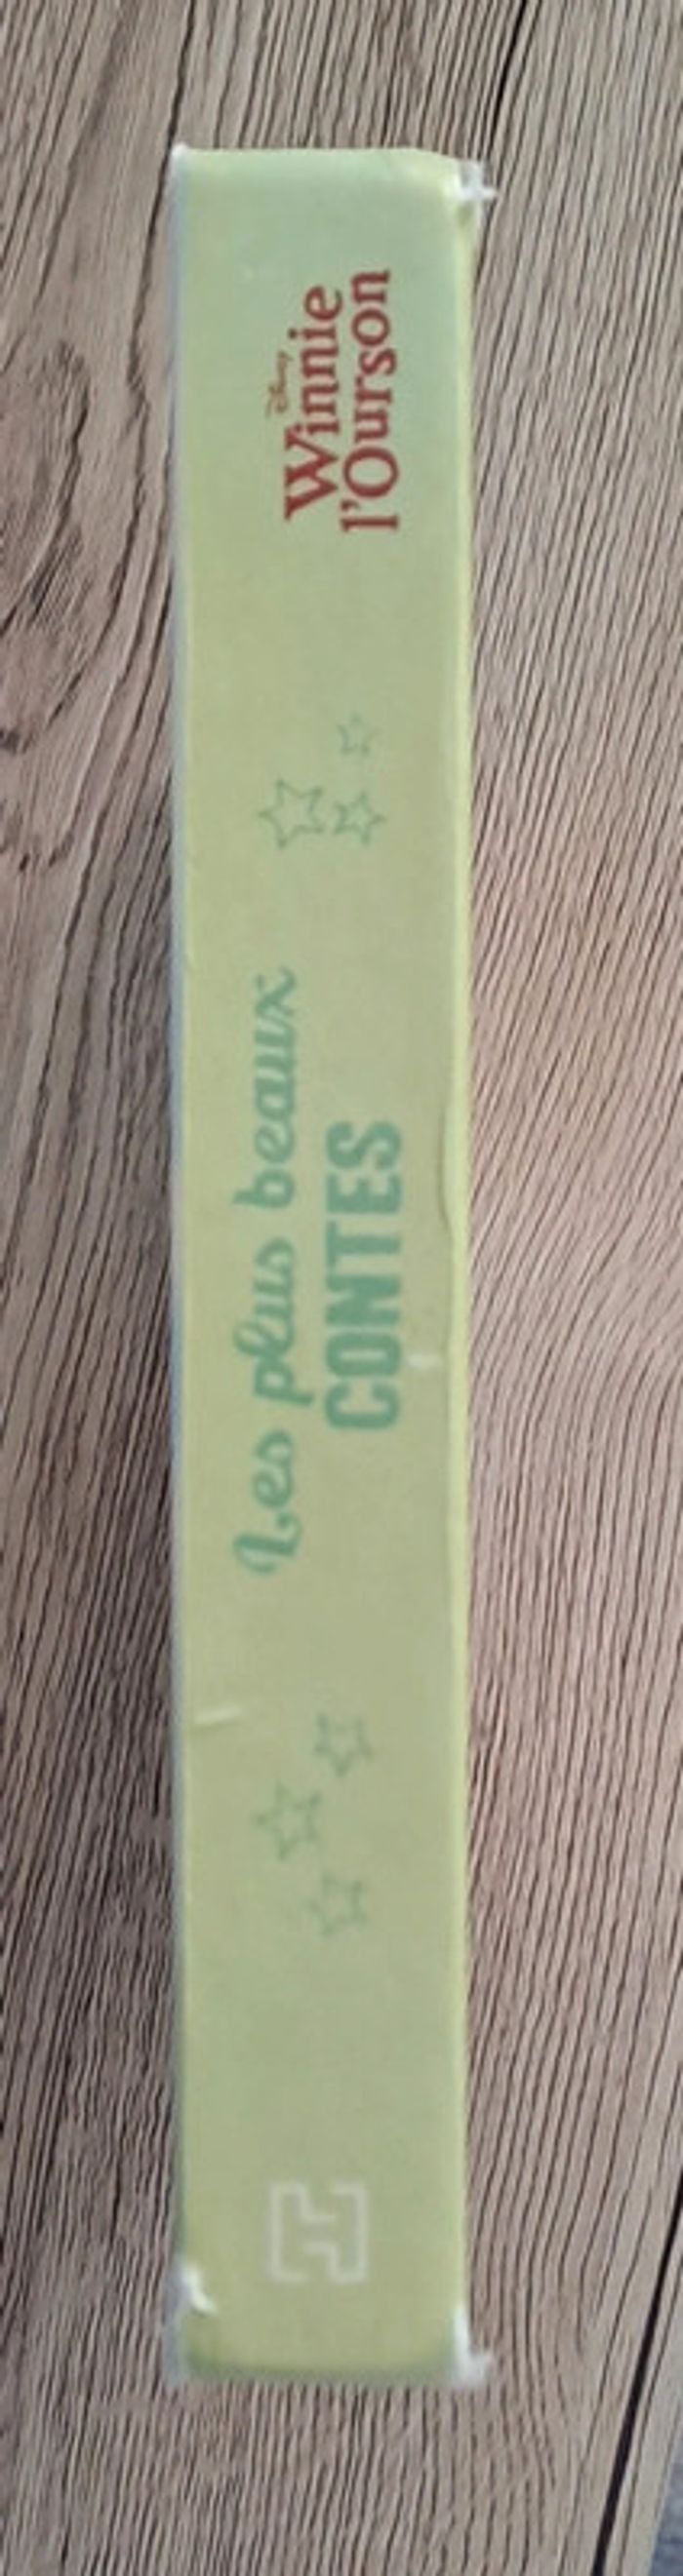 Les plus beaux
CONTES
Disney
Winnie
l'Ourson